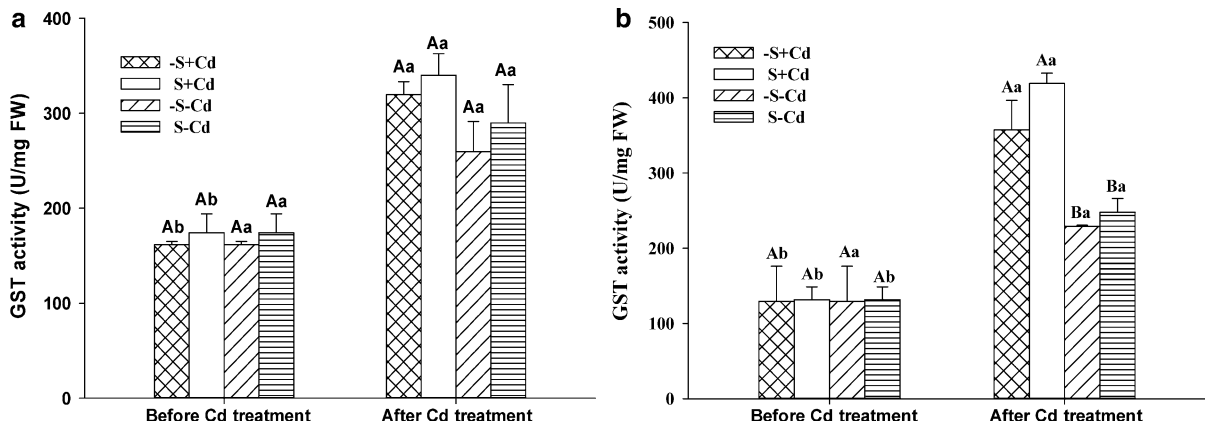 a
GST activity (U/mg FW)
400
300
200
100
0
-S+Cd
S+Cd
-S-Cd
S-Cd
Ab
Ab
Aa
Aa
Aa
Aa
Aa
Aa
Before Cd treatment
After Cd treatment
b
GST activity (U/mg FW)
500
400
300
200
100
0
-S+Cd
S+Cd
-S-Cd
S-Cd
Ab
Ab
Aa
Ab
Aa
Aa
Ba
Ba
Before Cd treatment
After Cd treatment